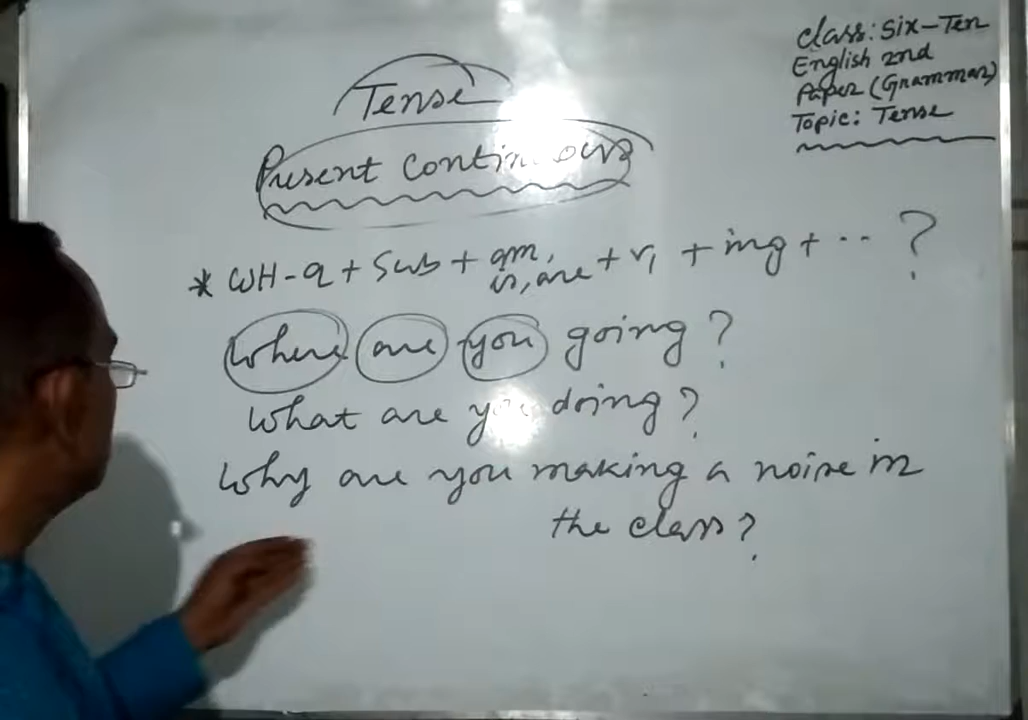 Class: Six-Ten
English 2nd
Paper (Grammar)
Topic: Tense
Tense
Present Continuous
* WH-q + Sub + am, is, are + v1 + ing + ... ?
Where are you going?
What are you doing?
Why are you making a noise in
the class?